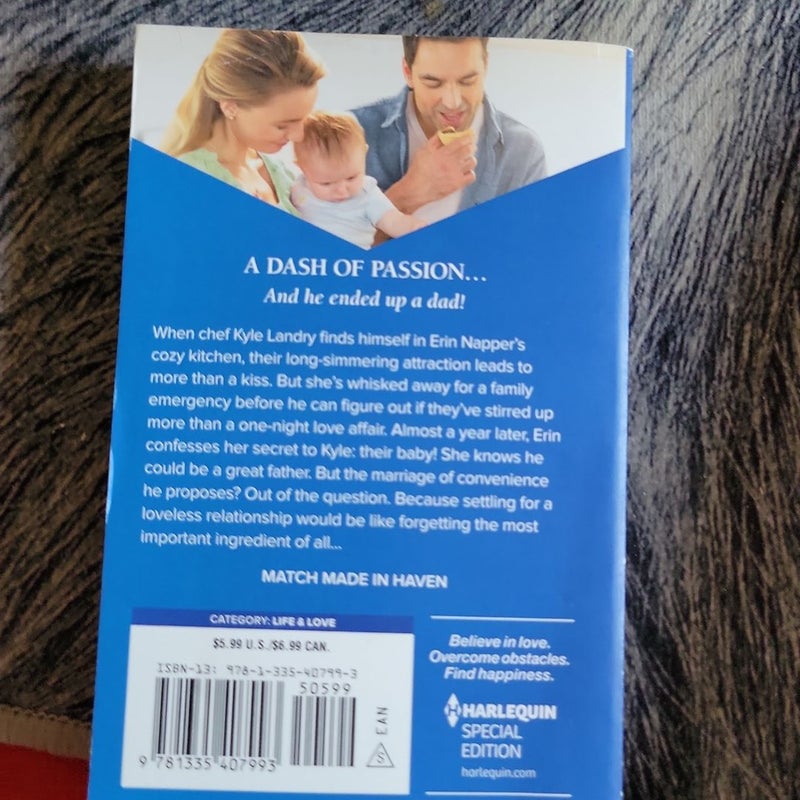 A DASH OF PASSION…
And he ended up a dad!
When chef Kyle Landry finds himself in Erin Napper's
cozy kitchen, their long-simmering attraction leads to
more than a kiss. But she's whisked away for a family
emergency before he can figure out if they've stirred up
more than a one-night love affair. Almost a year later, Erin
confesses her secret to Kyle: their baby! She knows he
could be a great father. But the marriage of convenience
he proposes? Out of the question. Because settling for a
loveless relationship would be like forgetting the most
important ingredient of all…
MATCH MADE IN HAVEN
CATEGORY: LIFE & LOVE
$5.99 U.S./$6.99 CAN.
ISBN-13: 978-1-335-40799-3
50599
EAN
S
9 781335 407993
Believe in love.
Overcome obstacles.
Find happiness.
HARLEQUIN
SPECIAL
EDITION
harlequin.com